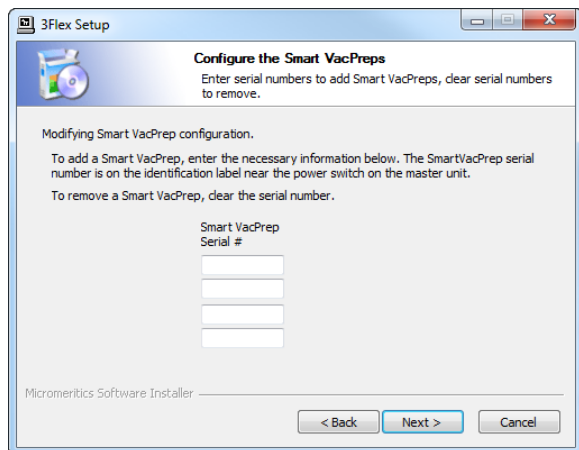 3Flex Setup
Configure the Smart VacPreps
Enter serial numbers to add Smart VacPreps, clear serial numbers
to remove.
Modifying Smart VacPrep configuration.
To add a Smart VacPrep, enter the necessary information below. The SmartVacPrep serial
number is on the identification label near the power switch on the master unit.
To remove a Smart VacPrep, clear the serial number.
Smart VacPrep
Serial #
Micromeritics Software Installer
< Back Next > Cancel